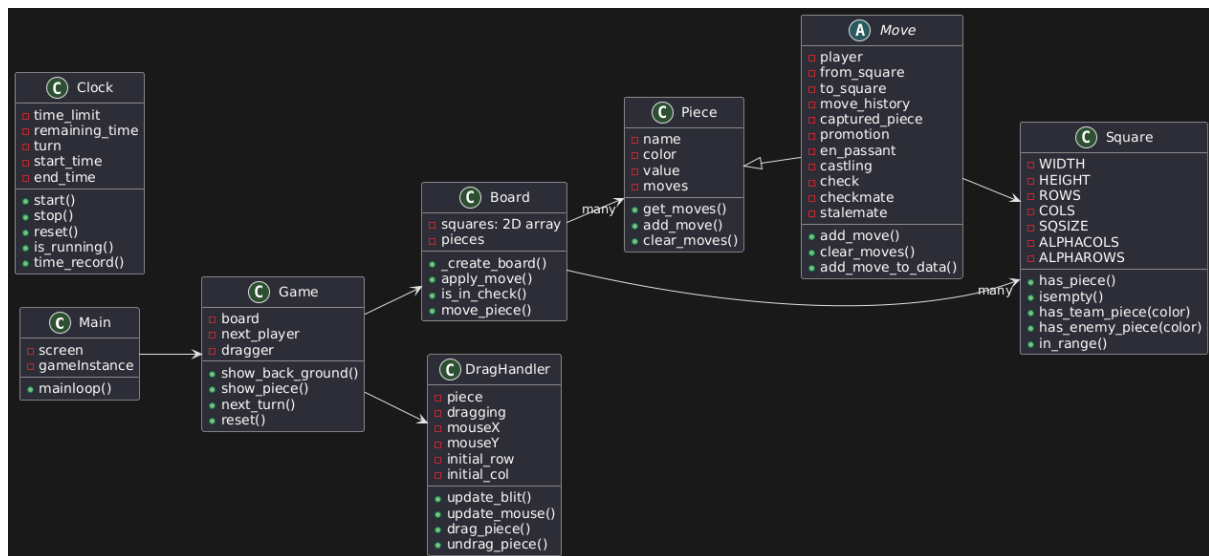 C Clock
time_limit
remaining_time
turn
start_time
end_time
start()
stop()
reset()
is_running()
time_record()
C Main
screen
gameInstance
mainloop()
C Game
board
next_player
dragger
show_back_ground()
show_piece()
next_turn()
reset()
C Board
squares: 2D array
pieces
_create_board()
apply_move()
is_in_check()
move_piece()
C DragHandler
piece
dragging
mouseX
mouseY
initial_row
initial_col
update_blit()
update_mouse()
drag_piece()
undrag_piece()
many
C Piece
name
color
value
moves
get_moves()
add_move()
clear_moves()
A Move
player
from_square
to_square
move_history
captured_piece
promotion
en_passant
castling
check
checkmate
stalemate
add_move()
clear_moves()
add_move_to_data()
many
C Square
WIDTH
HEIGHT
ROWS
COLS
SQSIZE
ALPHACOLS
ALPHAROWS
has_piece()
isempty()
has_team_piece(color)
has_enemy_piece(color)
in_range()